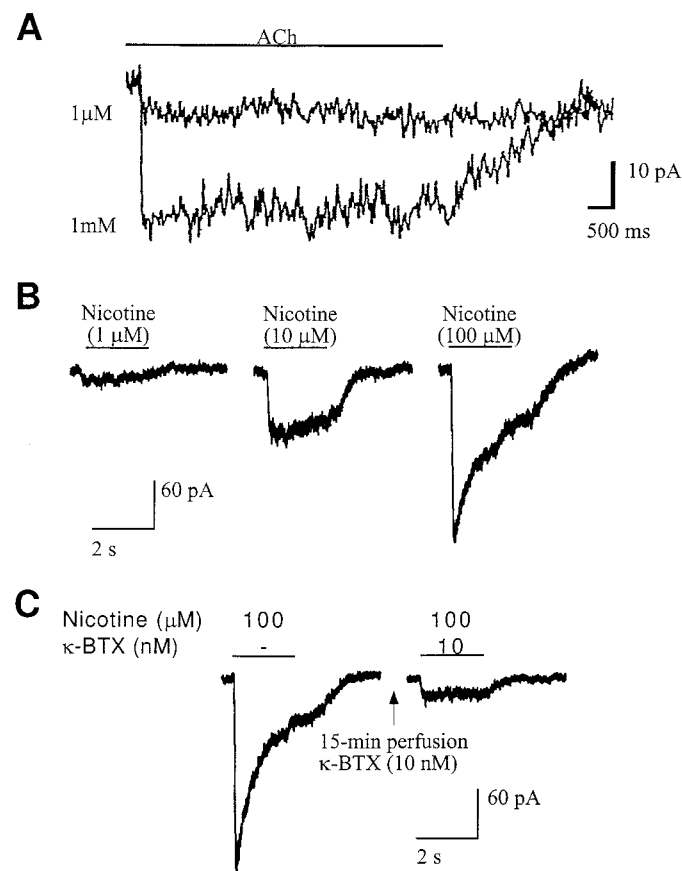 A
ACh
1μM
1mM
10 pA
500 ms
B
Nicotine
(1 μM)
Nicotine
(10 μM)
Nicotine
(100 μM)
60 pA
2 s
C
Nicotine (μM) 100 100
κ-BTX (nM) - 10
15-min perfusion
κ-BTX (10 nM)
60 pA
2 s